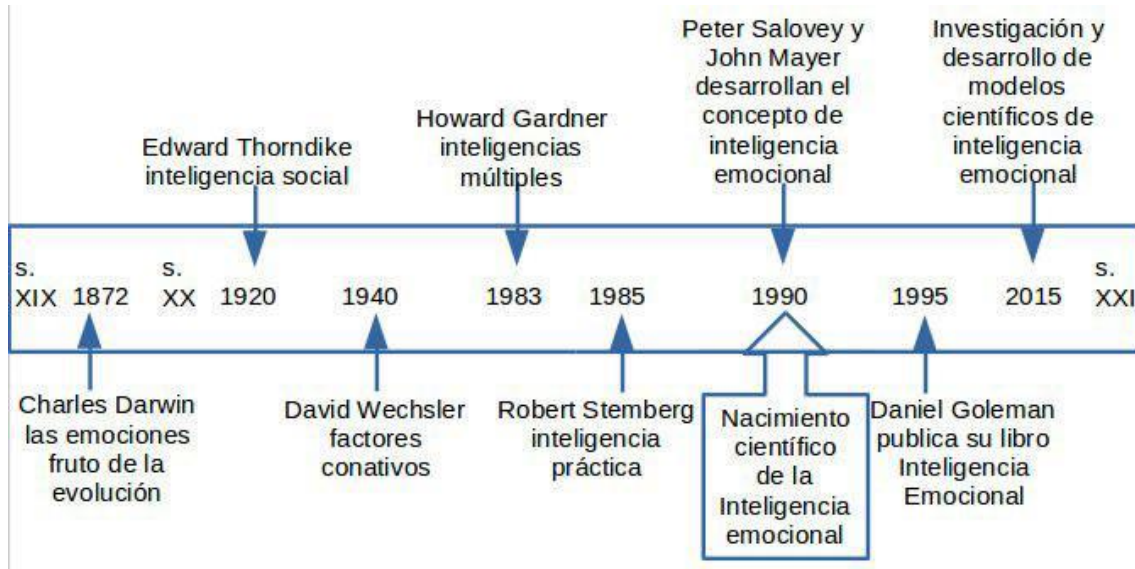 Edward Thorndike
inteligencia social
Howard Gardner
inteligencias
múltiples
Peter Salovey y
John Mayer
desarrollan el
concepto de
inteligencia
emocional
Investigación y
desarrollo de
modelos
científicos de
inteligencia
emocional
s.
XIX 1872
s.
XX 1920
1940
1983
1985
1990
1995
2015
s.
XXI
Charles Darwin
las emociones
fruto de la
evolución
David Wechsler
factores
conativos
Robert Stemberg
inteligencia
práctica
Nacimiento
científico
de la
Inteligencia
emocional
Daniel Goleman
publica su libro
Inteligencia
Emocional